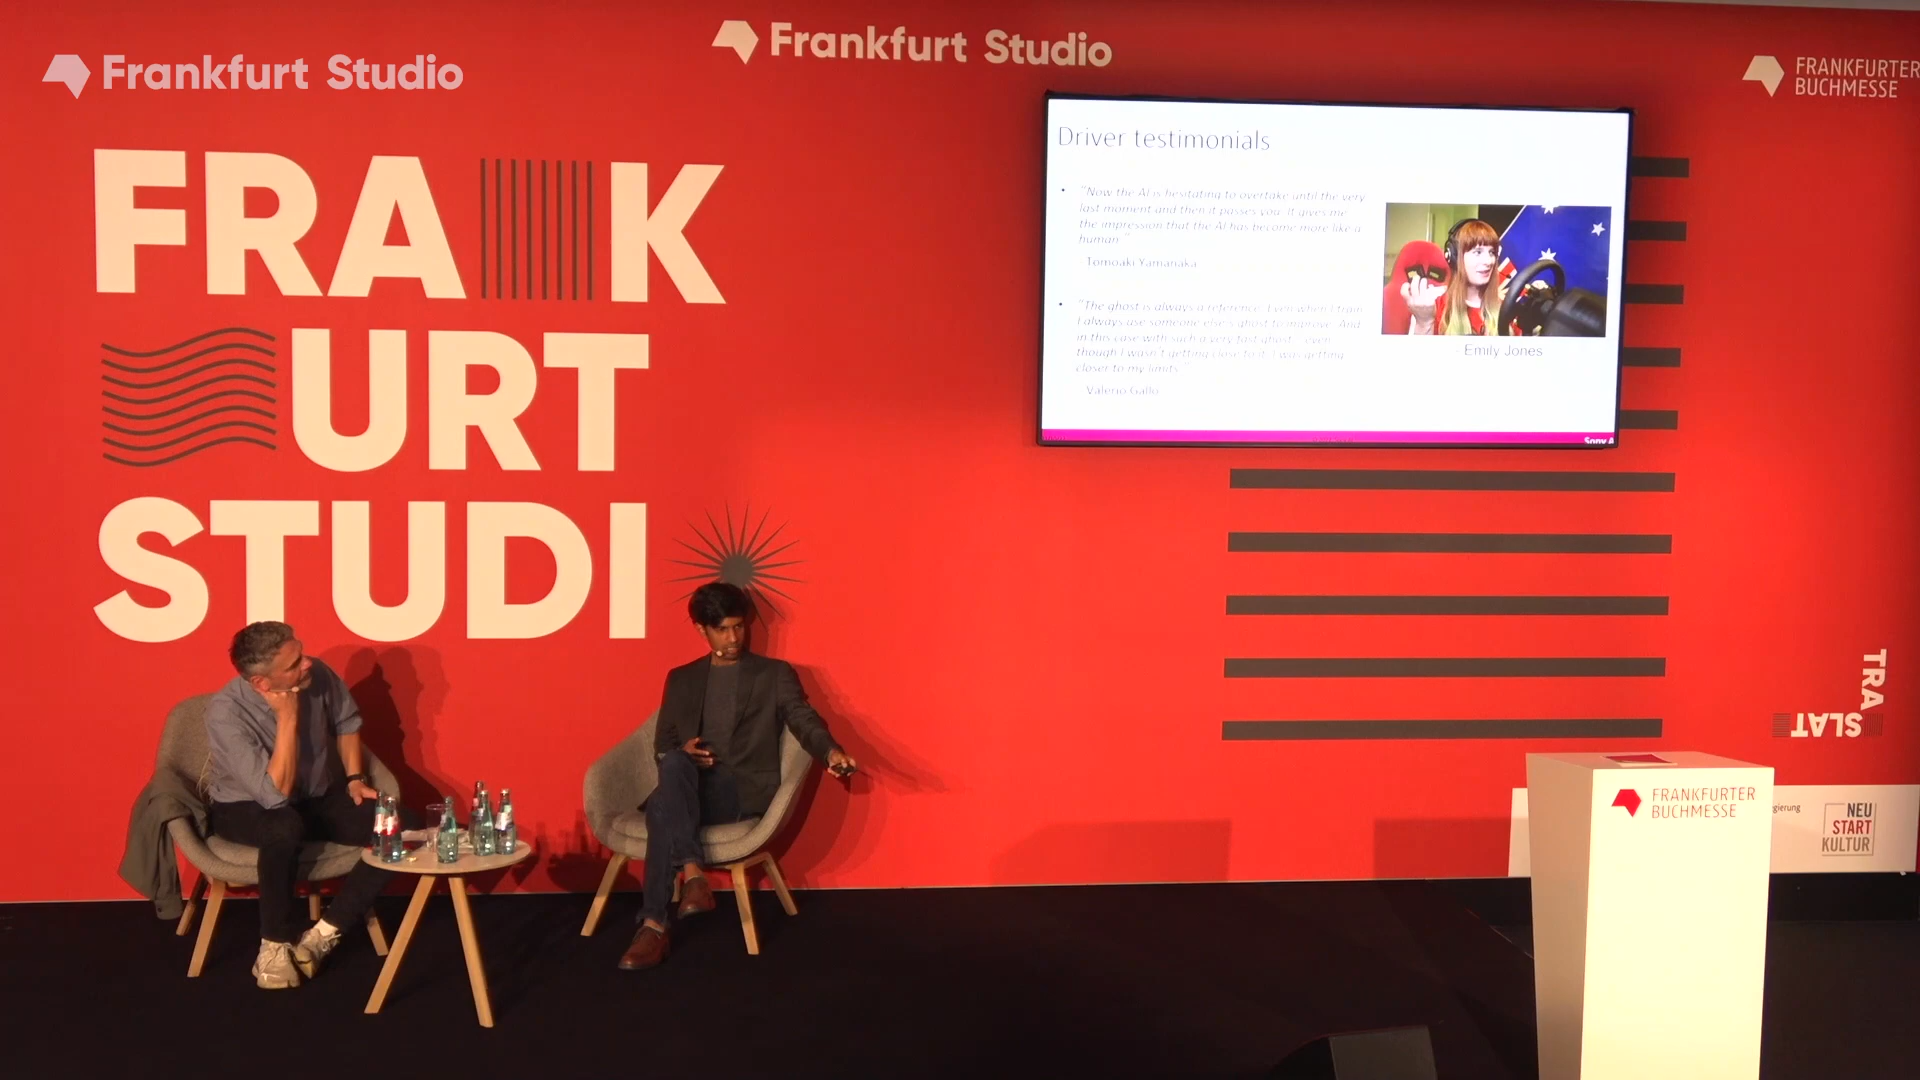 Frankfurt Studio
Frankfurt Studio
FRANKFURTER
BUCHMESSE
FRA K
URT
STUDI
Driver testimonials
• "Now the AI is hesitating to overtake until the very
last moment and then it passes you. It gives me
the impression that the AI has become more like a
human."
Tomoaki Yamanaka
• "The ghost is always a reference. Even when I train
I always use someone else's ghost to improve. And
in this case with such a very fast ghost... even
though I wasn't getting close to it, I was getting
closer to my limits."
Valerio Gallo
- Emily Jones
Sony A
TRA
SLAT
FRANKFURTER
BUCHMESSE
egierung
NEU
START
KULTUR